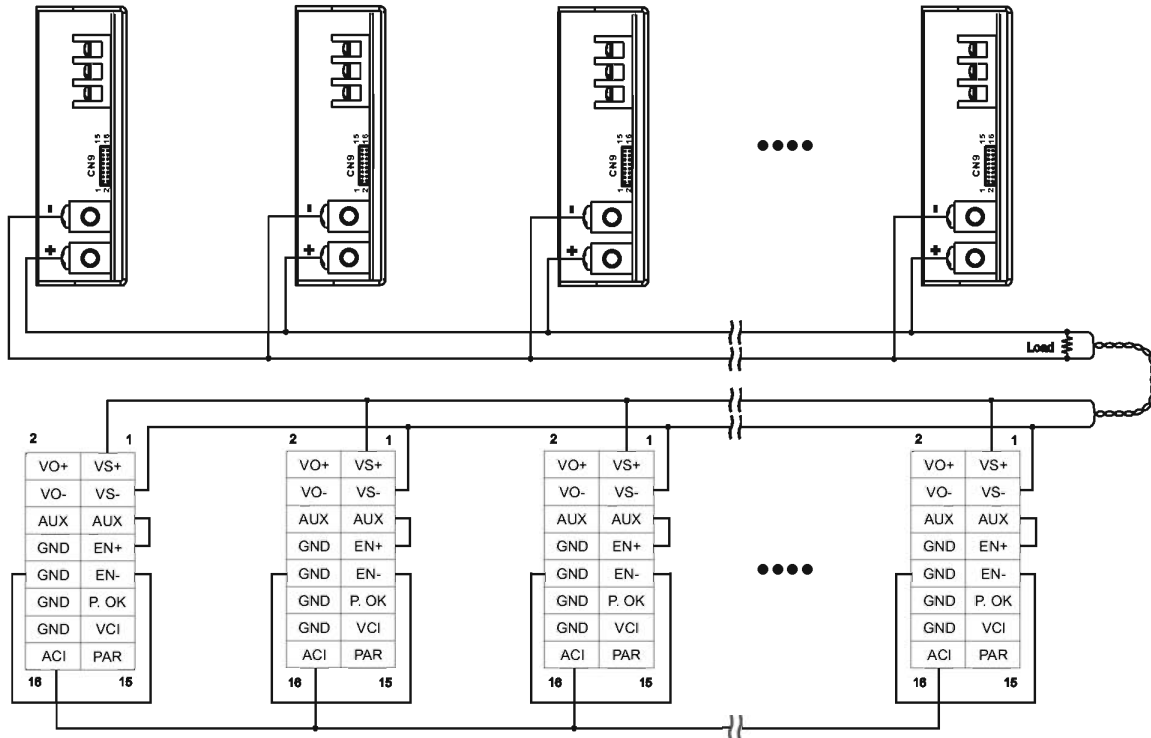 15 16
CN9
1 2
-
+
15 16
CN9
1 2
-
+
15 16
CN9
1 2
-
+
15 16
CN9
1 2
-
+
Load
2 1
VO+ VS+
VO- VS-
AUX AUX
GND EN+
GND EN-
GND P. OK
GND VCI
ACI PAR
16 15
2 1
VO+ VS+
VO- VS-
AUX AUX
GND EN+
GND EN-
GND P. OK
GND VCI
ACI PAR
16 15
2 1
VO+ VS+
VO- VS-
AUX AUX
GND EN+
GND EN-
GND P. OK
GND VCI
ACI PAR
16 15
2 1
VO+ VS+
VO- VS-
AUX AUX
GND EN+
GND EN-
GND P. OK
GND VCI
ACI PAR
16 15